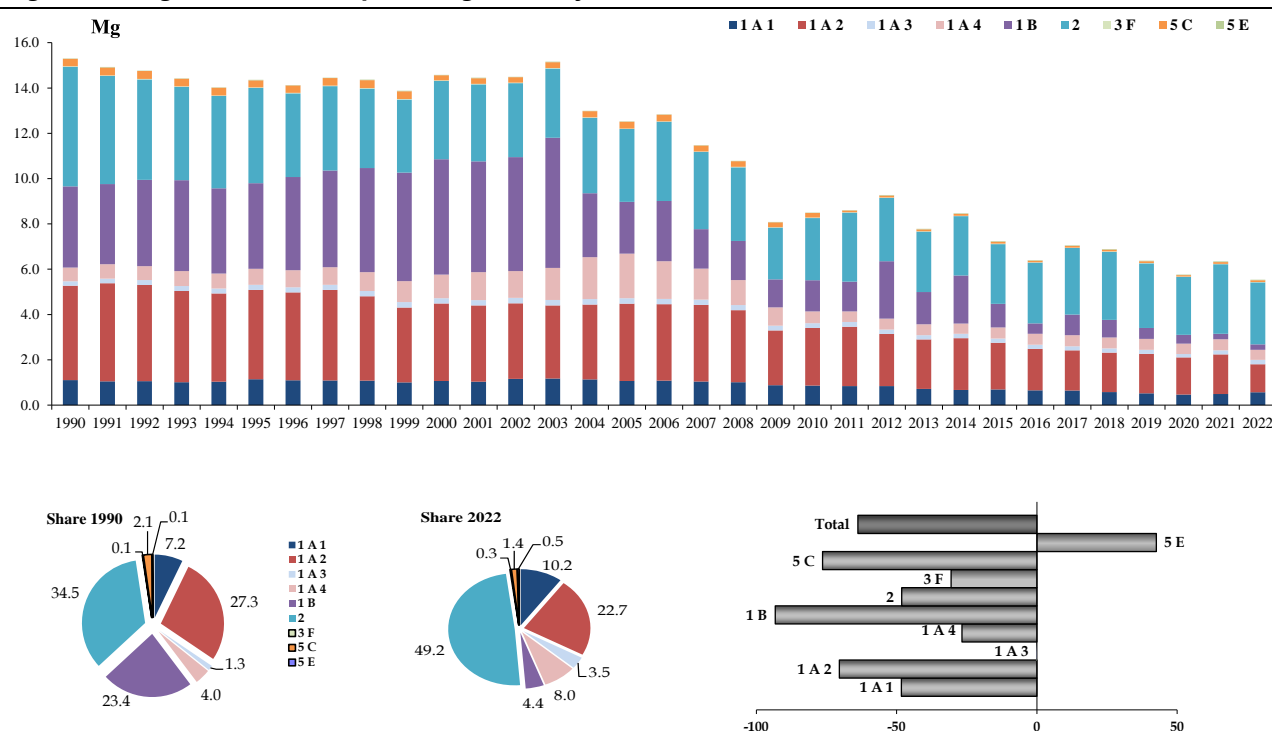 Mg
1 A 1 1 A 2 1 A 3 1 A 4 1 B 2 3 F 5 C 5 E
16.0
14.0
12.0
10.0
8.0
6.0
4.0
2.0
0.0
1990 1991 1992 1993 1994 1995 1996 1997 1998 1999 2000 2001 2002 2003 2004 2005 2006 2007 2008 2009 2010 2011 2012 2013 2014 2015 2016 2017 2018 2019 2020 2021 2022
Share 1990
0.1
2.1
0.1
7.2
34.5
27.3
1.3
4.0
23.4
1 A 1
1 A 2
1 A 3
1 A 4
1 B
2
3 F
5 C
5 E
Share 2022
0.3
1.4
0.5
10.2
22.7
49.2
3.5
8.0
4.4
Total
5 E
5 C
3 F
2
1 B
1 A 4
1 A 3
1 A 2
1 A 1
-100 -50 0 50